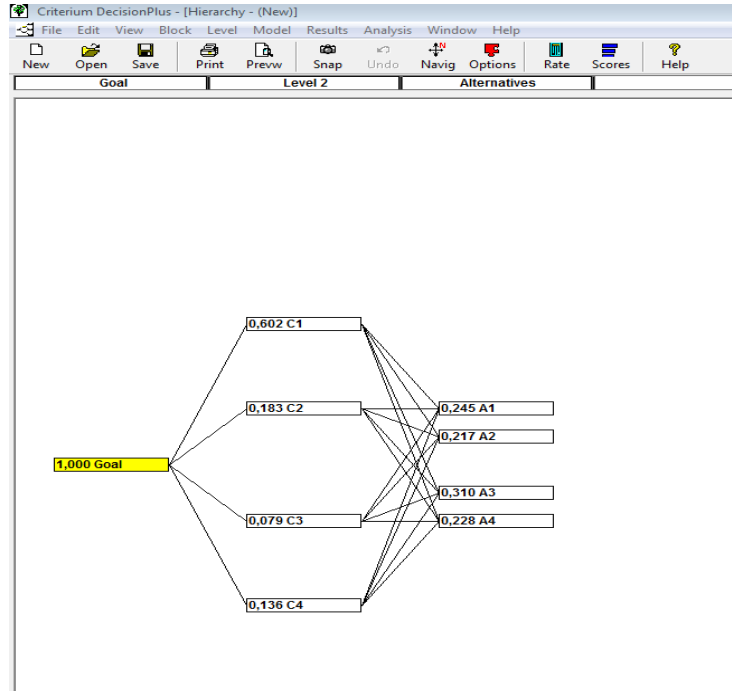 Criterium DecisionPlus - [Hierarchy - (New)]
File Edit View Block Level Model Results Analysis Window Help
New Open Save Print Prevw Snap Undo Navig Options Rate Scores Help
Goal Level 2 Alternatives
0,602 C1
0,183 C2
0,245 A1
0,217 A2
1,000 Goal
0,310 A3
0,079 C3
0,228 A4
0,136 C4